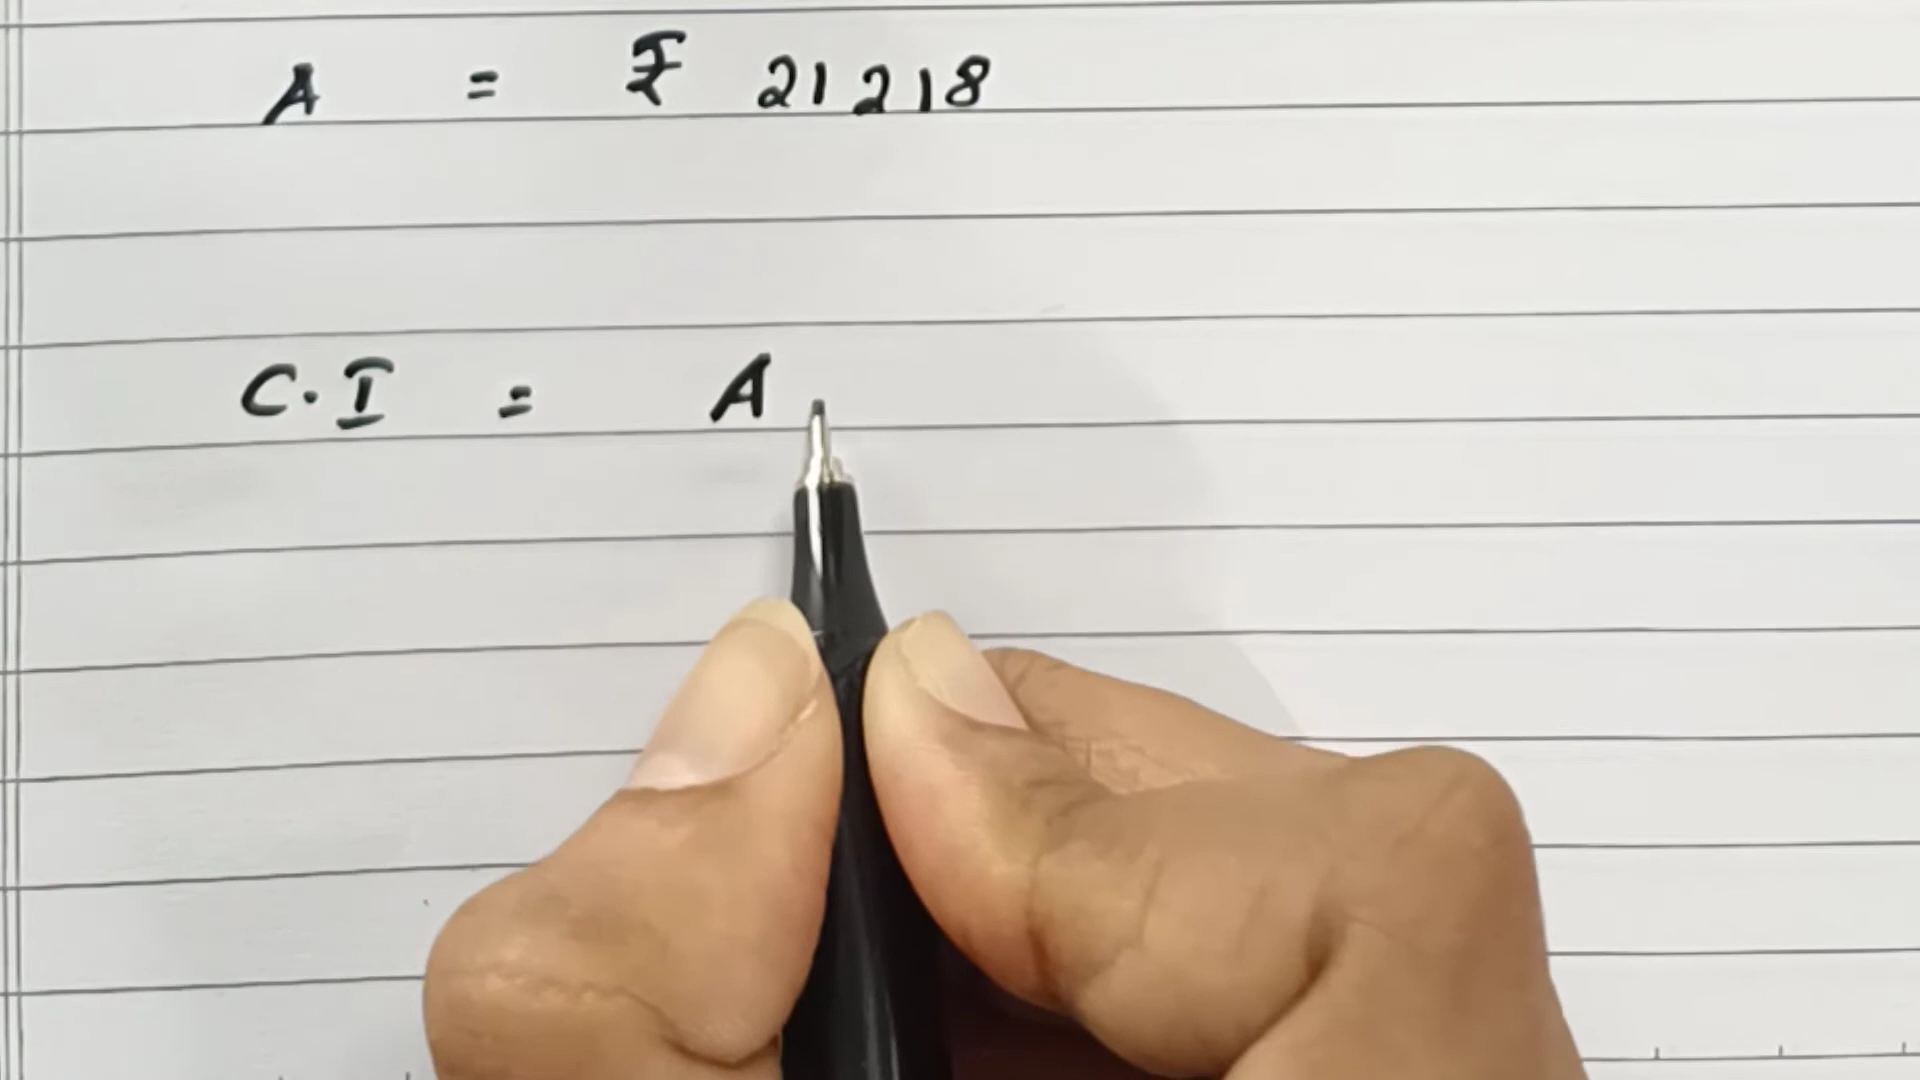 A = ₹ 21218
C.I = A